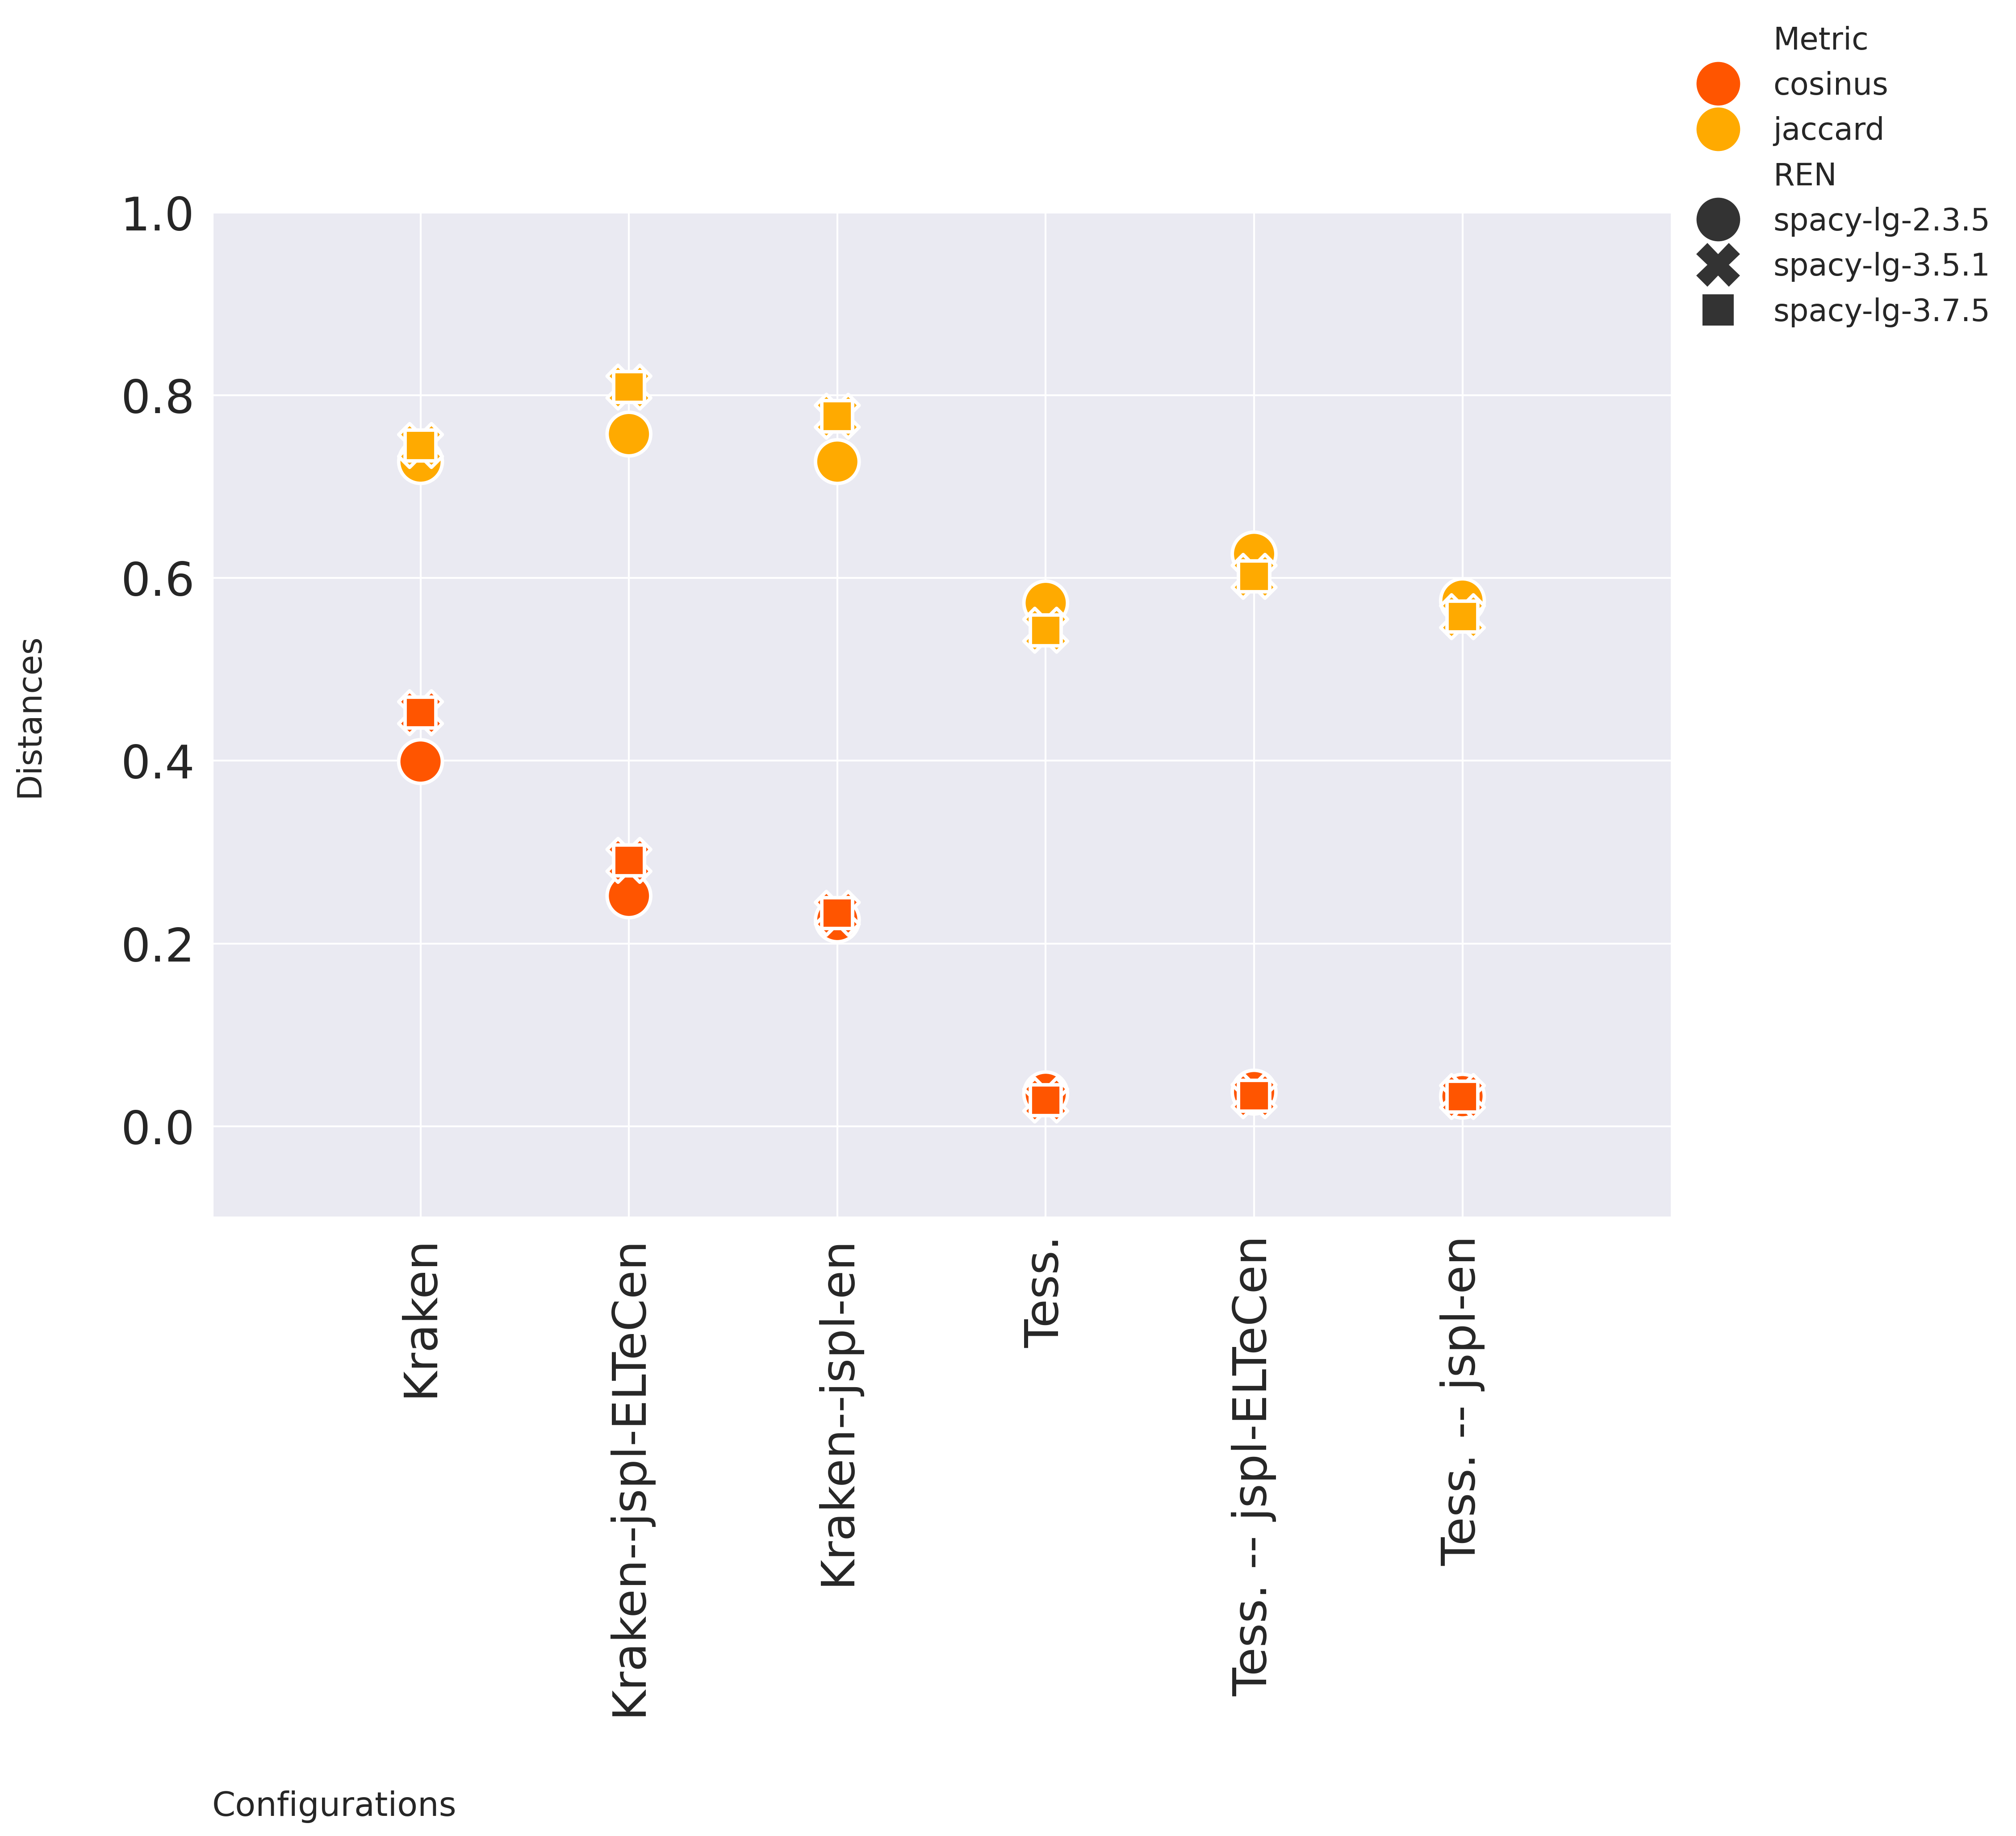 Metric
cosinus
jaccard
REN
spacy-lg-2.3.5
spacy-lg-3.5.1
spacy-lg-3.7.5
1.0
0.8
0.6
0.4
0.2
0.0
Distances
Kraken
Kraken--jspl-ELTeCen
Kraken--jspl-en
Tess.
Tess. -- jspl-ELTeCen
Tess. -- jspl-en
Configurations